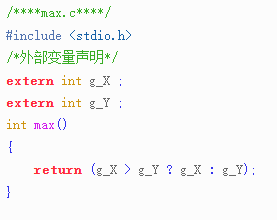 /****max.c****/
#include <stdio.h>
/*外部变量声明*/
extern int g_X ;
extern int g_Y ;
int max()
{
return (g_X > g_Y ? g_X : g_Y);
}